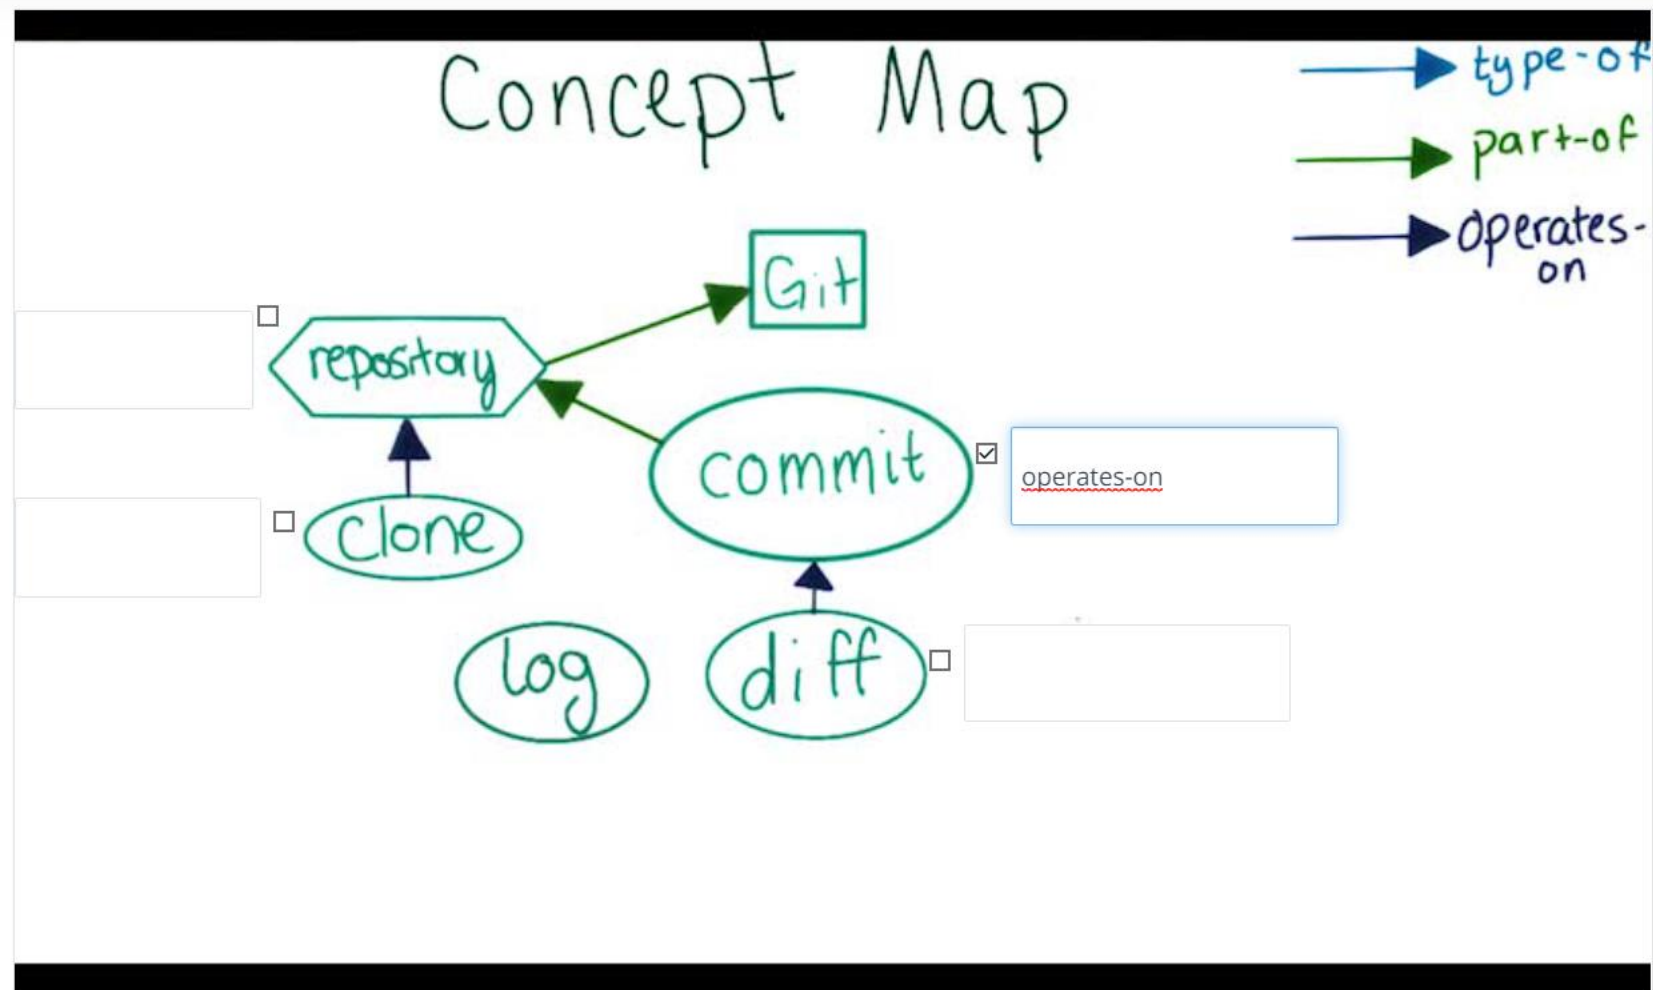 Concept Map
type-of
part-of
operates-
on
Git
repository
commit
operates-on
clone
log
diff